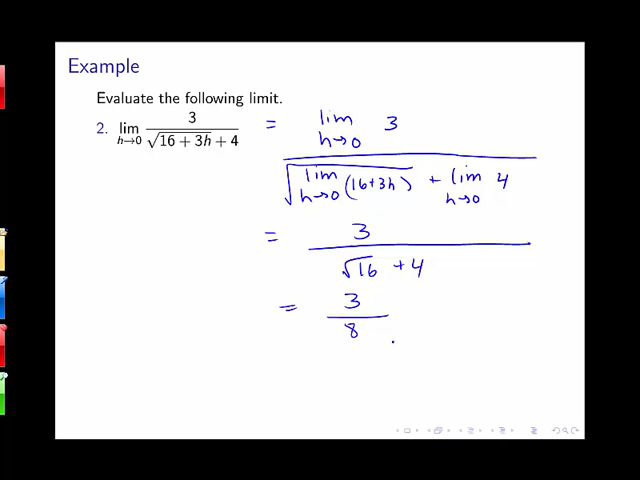 Example
Evaluate the following limit.
2. lim h→0 3 / √16 + 3h + 4
= lim h→0 3
√lim h→0 (16+3h) + lim h→0 4
= 3
√16 + 4
= 3
8